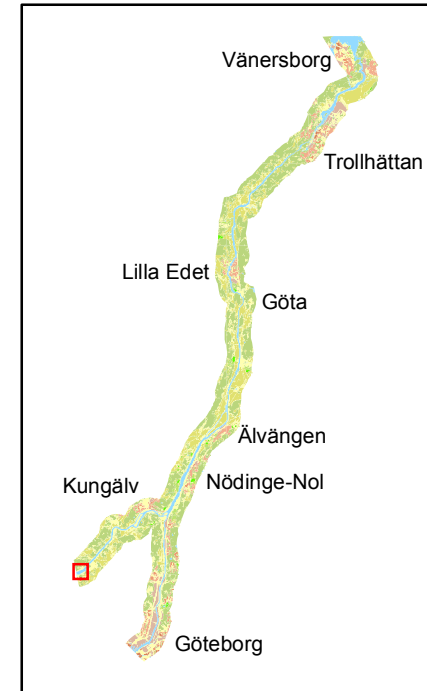 Vänersborg
Trollhättan
Lilla Edet
Göta
Älvängen
Nödinge-Nol
Kungälv
Göteborg